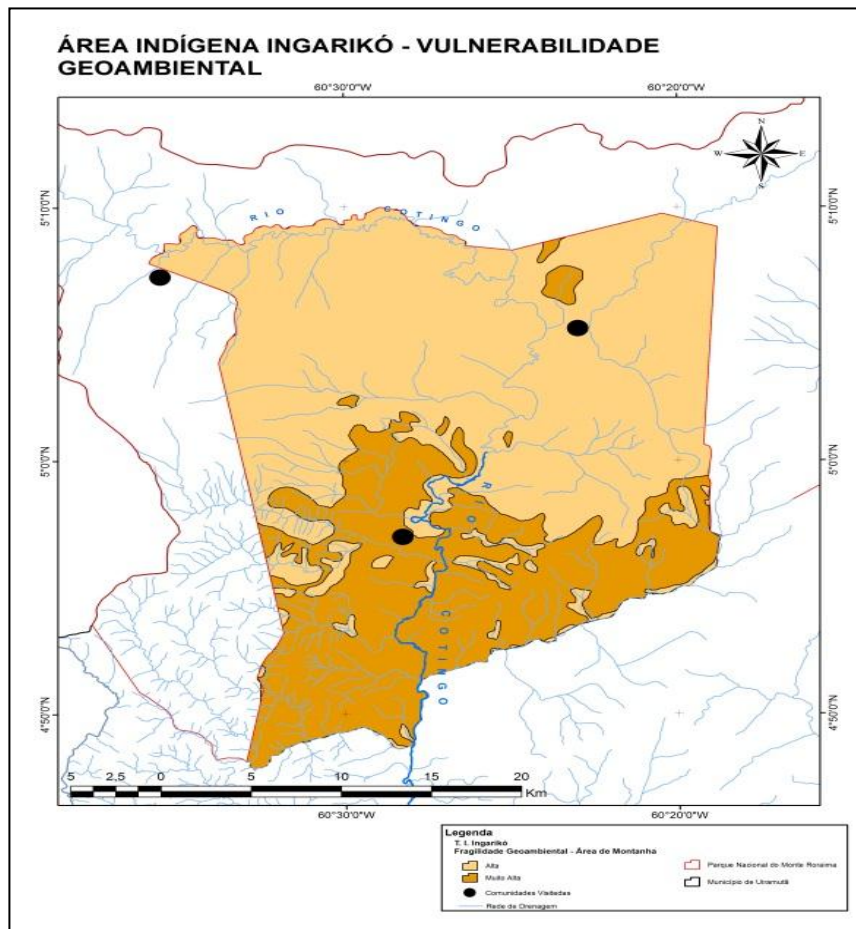 ÁREA INDÍGENA INGARIKÓ - VULNERABILIDADE
GEOAMBIENTAL
60°30'0"W 60°20'0"W
N
W E
S
5°10'0"N 5°10'0"N
RIO COTINGO
5°0'0"N 5°0'0"N
RIO
COTINGO
4°50'0"N 4°50'0"N
5 2,5 0 5 10 15 20
Km
60°30'0"W 60°20'0"W
Legenda
T. I. Ingarikó
Fragilidade Geoambiental - Área de Montanha
Alta
Muito Alta
Comunidades Visitadas
Rede de Drenagem
Parque Nacional do Monte Roraima
Município de Uiramutã